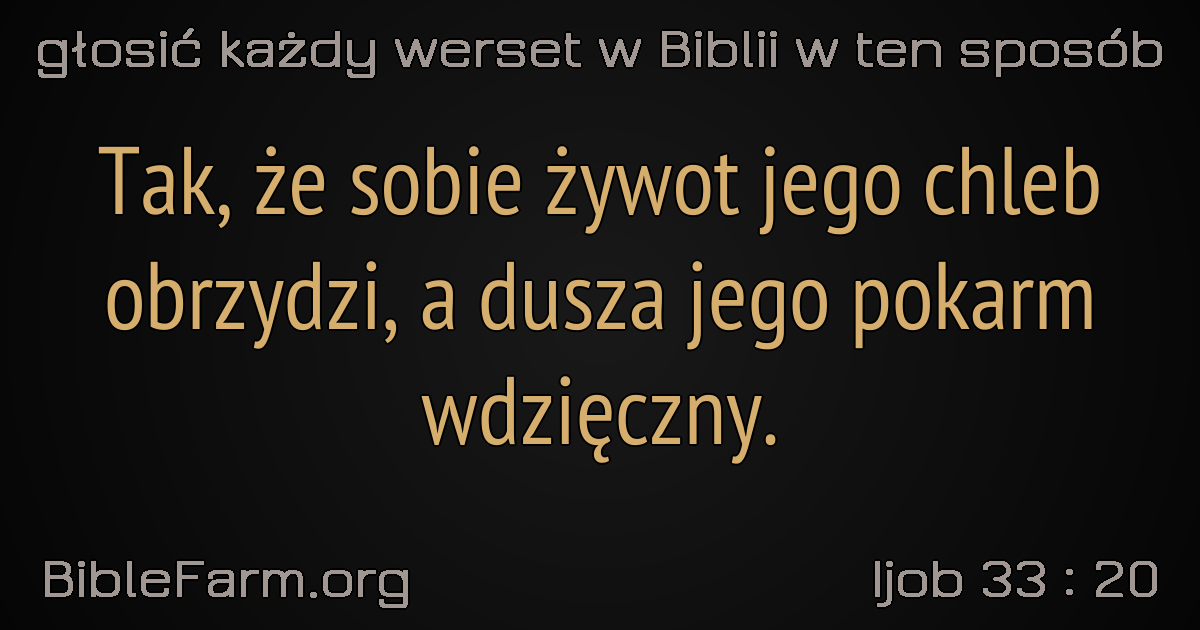 głosić każdy werset w Biblii w ten sposób
Tak, że sobie żywot jego chleb
obrzydzi, a dusza jego pokarm
wdzięczny.
BibleFarm.org
Ijob 33 : 20